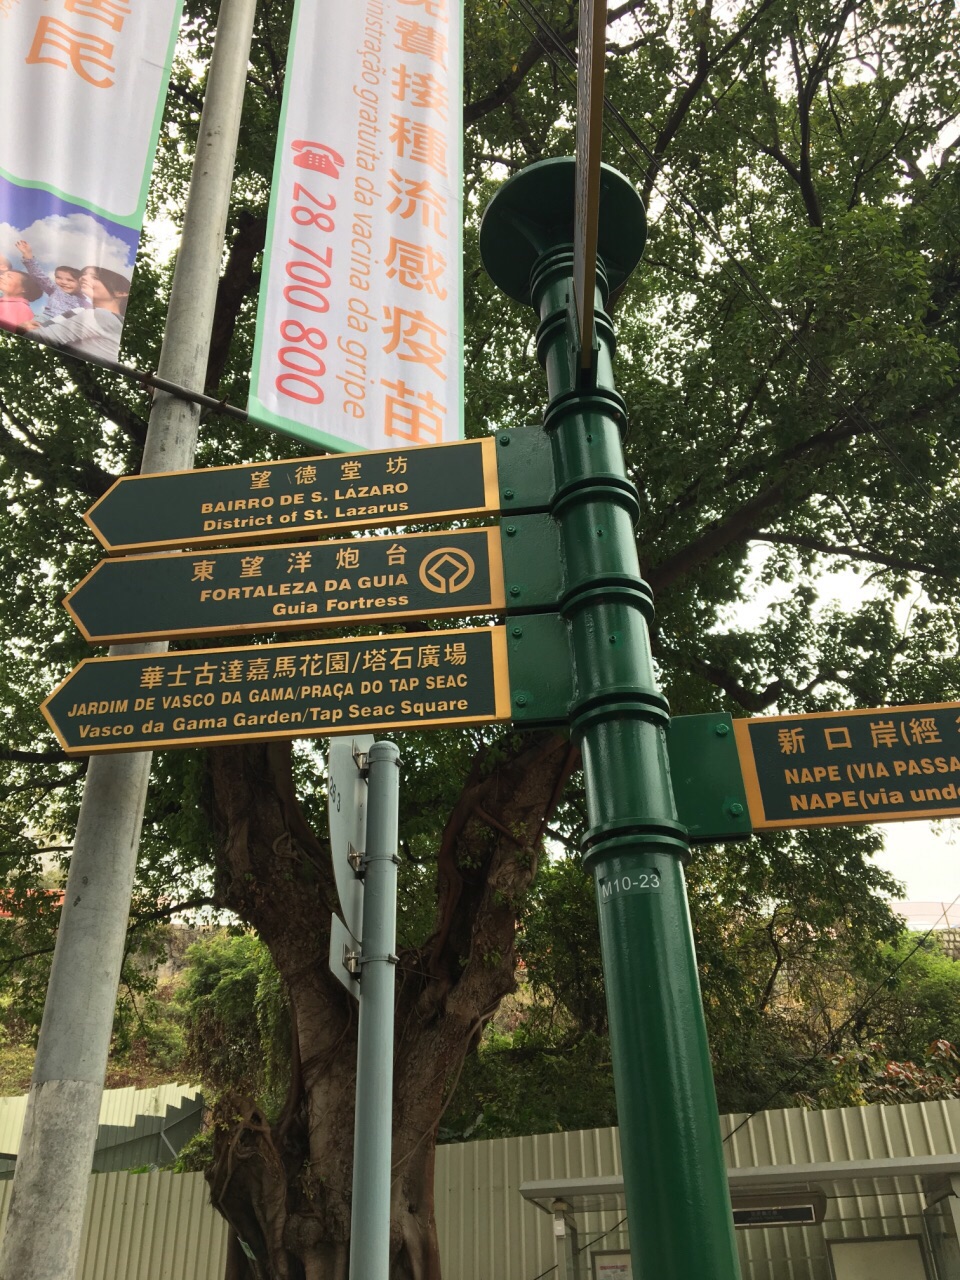 居民
免費接種流感疫苗
ministração gratuita da vacina da gripe
28 700 800
望德堂坊
BAIRRO DE S. LÁZARO
District of St. Lazarus
東望洋炮台
FORTALEZA DA GUIA
Guia Fortress
華士古達嘉馬花園/塔石廣場
JARDIM DE VASCO DA GAMA/PRAÇA DO TAP SEAC
Vasco da Gama Garden/Tap Seac Square
新口岸(經
NAPE (VIA PASSA
NAPE(via unde
M10-23